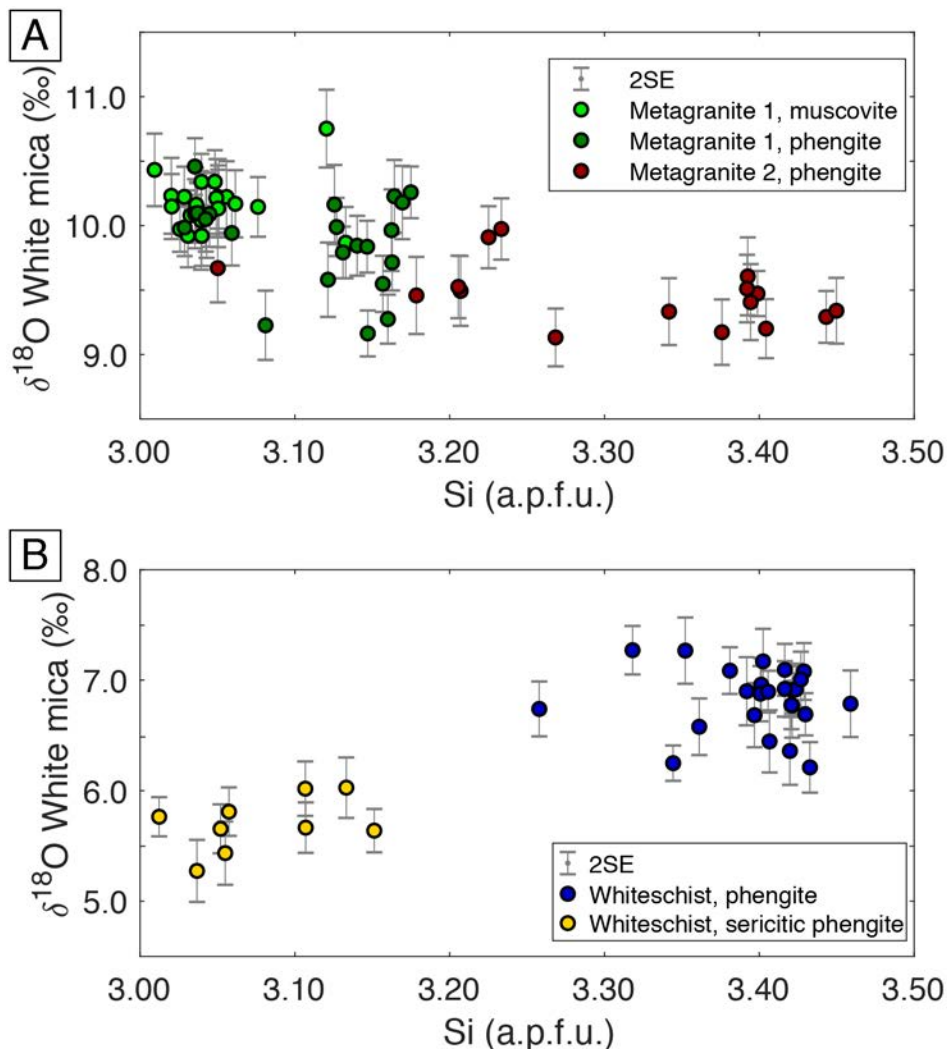 A
δ18O White mica (‰)
11.0
10.0
9.0
2SE
Metagranite 1, muscovite
Metagranite 1, phengite
Metagranite 2, phengite
3.00 3.10 3.20 3.30 3.40 3.50
Si (a.p.f.u.)
B
δ18O White mica (‰)
8.0
7.0
6.0
5.0
2SE
Whiteschist, phengite
Whiteschist, sericitic phengite
3.00 3.10 3.20 3.30 3.40 3.50
Si (a.p.f.u.)